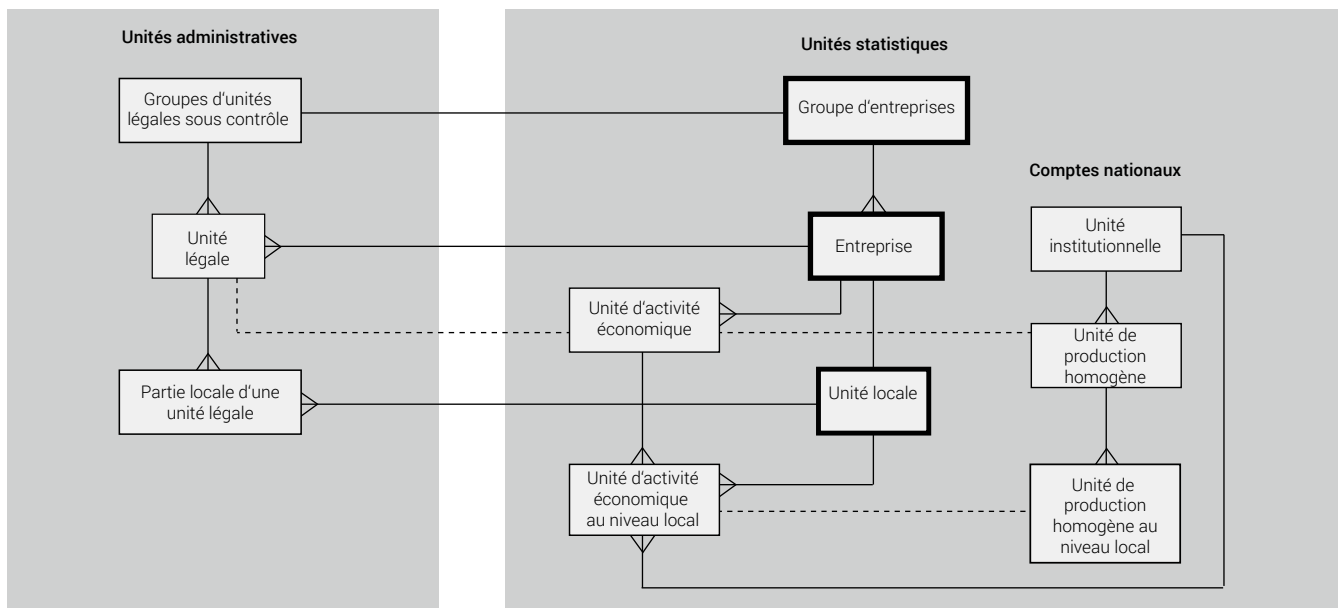 Unités administratives
Groupes d'unités
légales sous contrôle
Unité
légale
Partie locale d'une
unité légale
Unités statistiques
Groupe d'entreprises
Entreprise
Unité d'activité
économique
Unité locale
Unité d'activité
économique
au niveau local
Comptes nationaux
Unité
institutionnelle
Unité de
production
homogène
Unité de
production
homogène au
niveau local